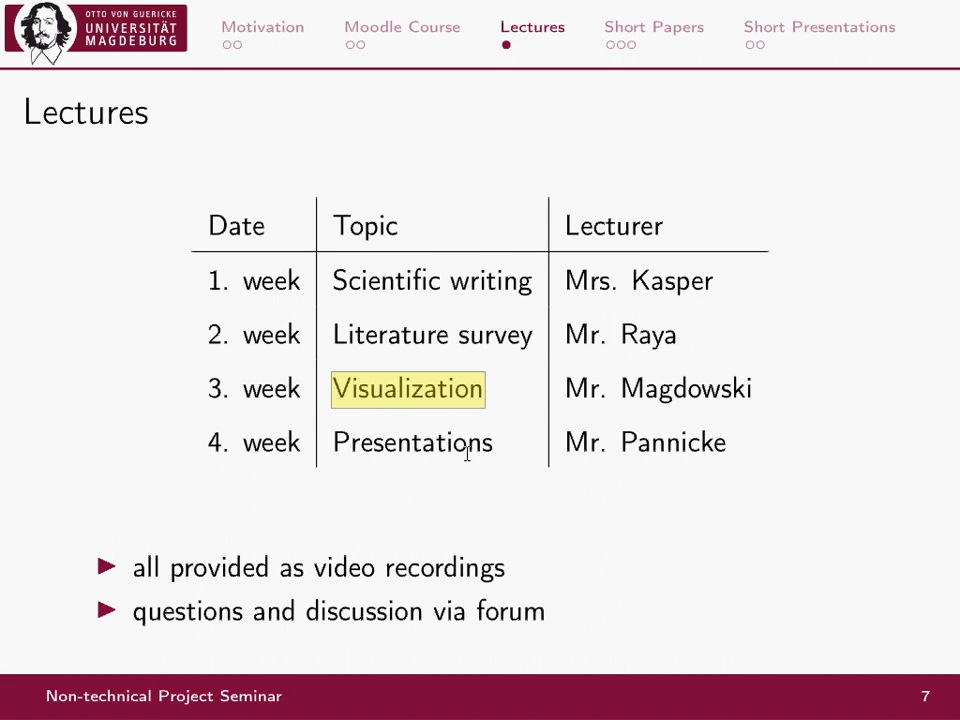 OTTO VON GUERICKE
UNIVERSITÄT
MAGDEBURG
Motivation Moodle Course Lectures Short Papers Short Presentations
Lectures
Date Topic Lecturer
1. week Scientific writing Mrs. Kasper
2. week Literature survey Mr. Raya
3. week Visualization Mr. Magdowski
4. week Presentations Mr. Pannicke
all provided as video recordings
questions and discussion via forum
Non-technical Project Seminar 7